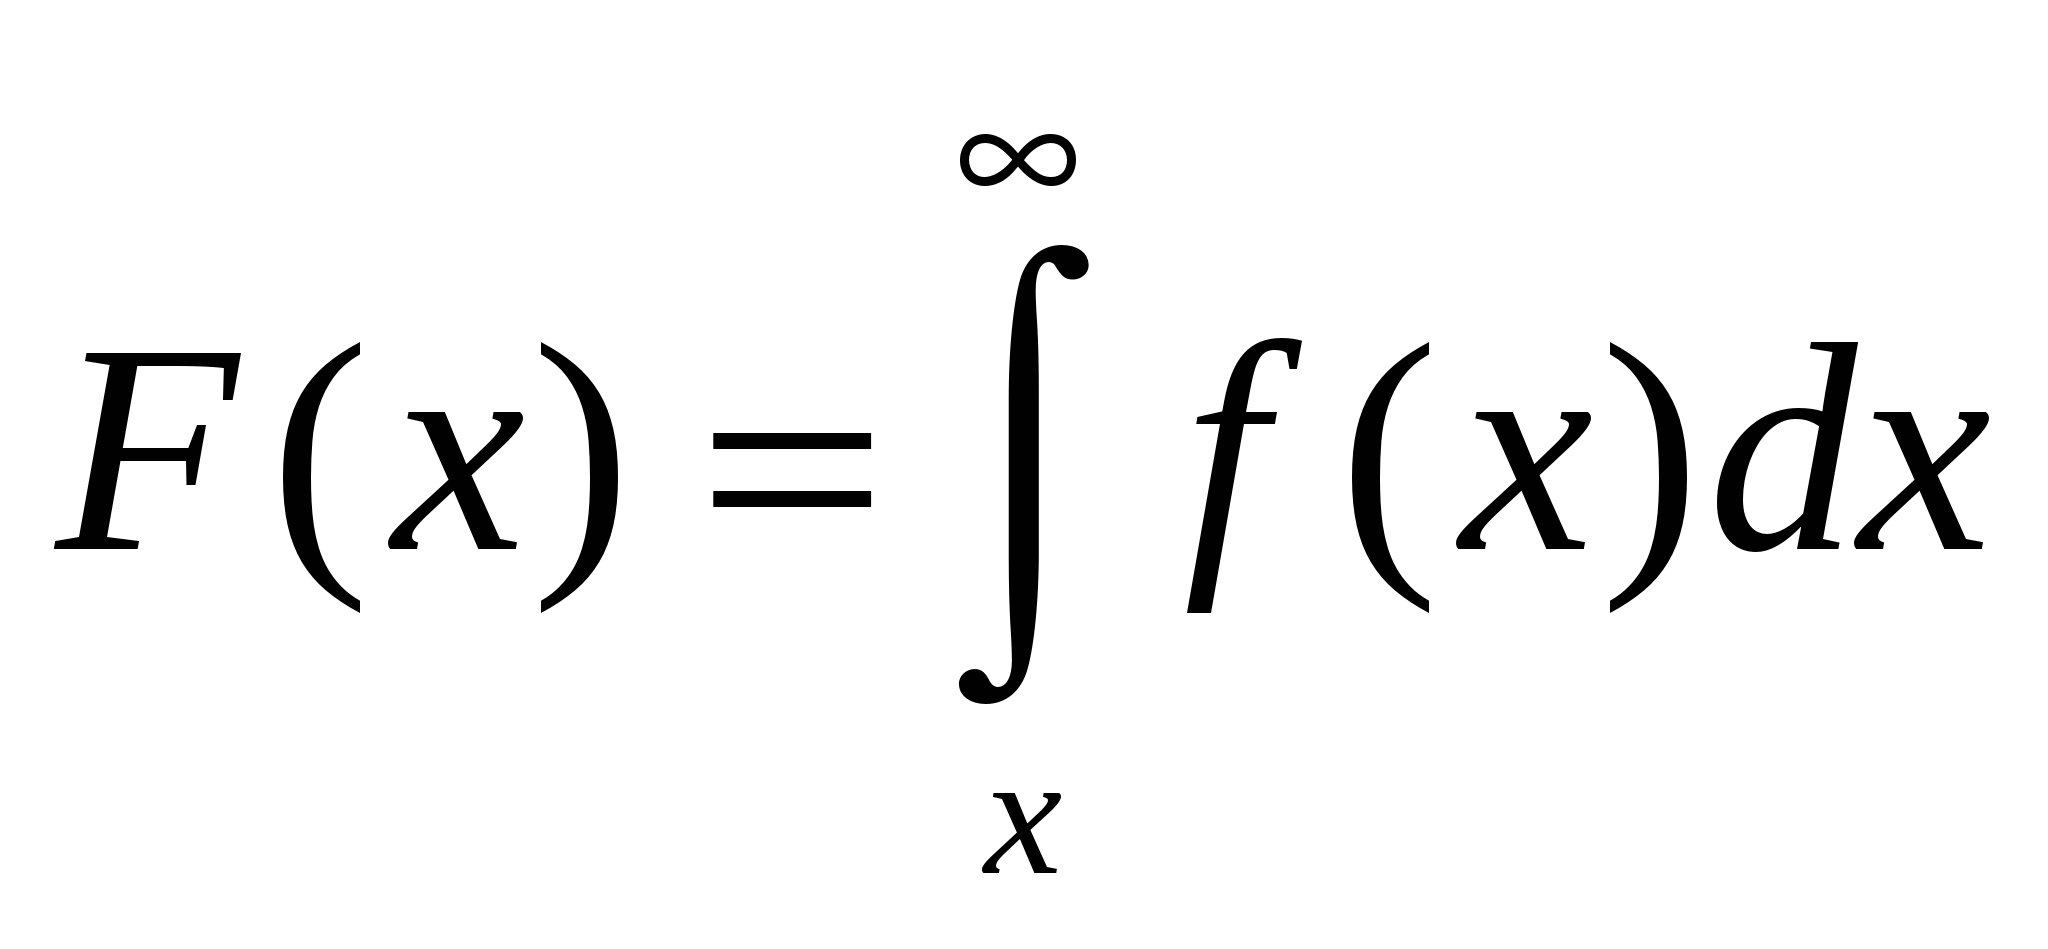 F(x) = ∫_x^∞ f(x)dx